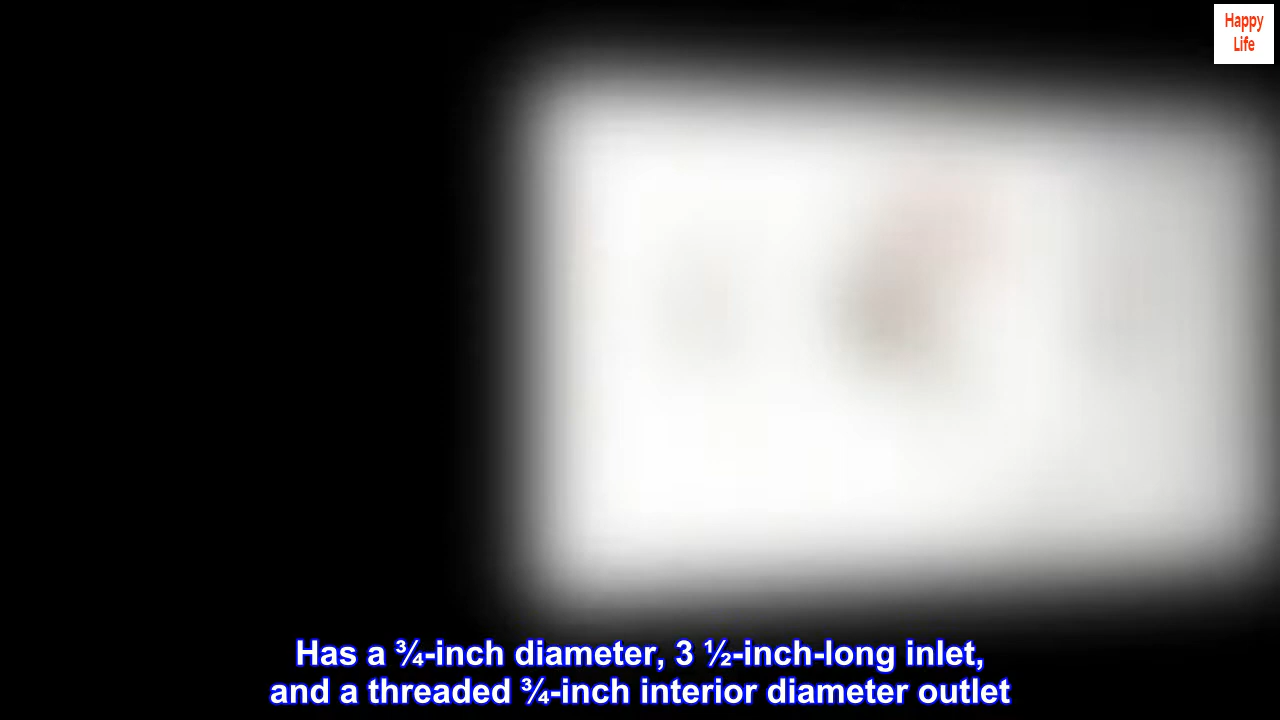 Happy
Life
Has a ¾-inch diameter, 3 ½-inch-long inlet,
and a threaded ¾-inch interior diameter outlet